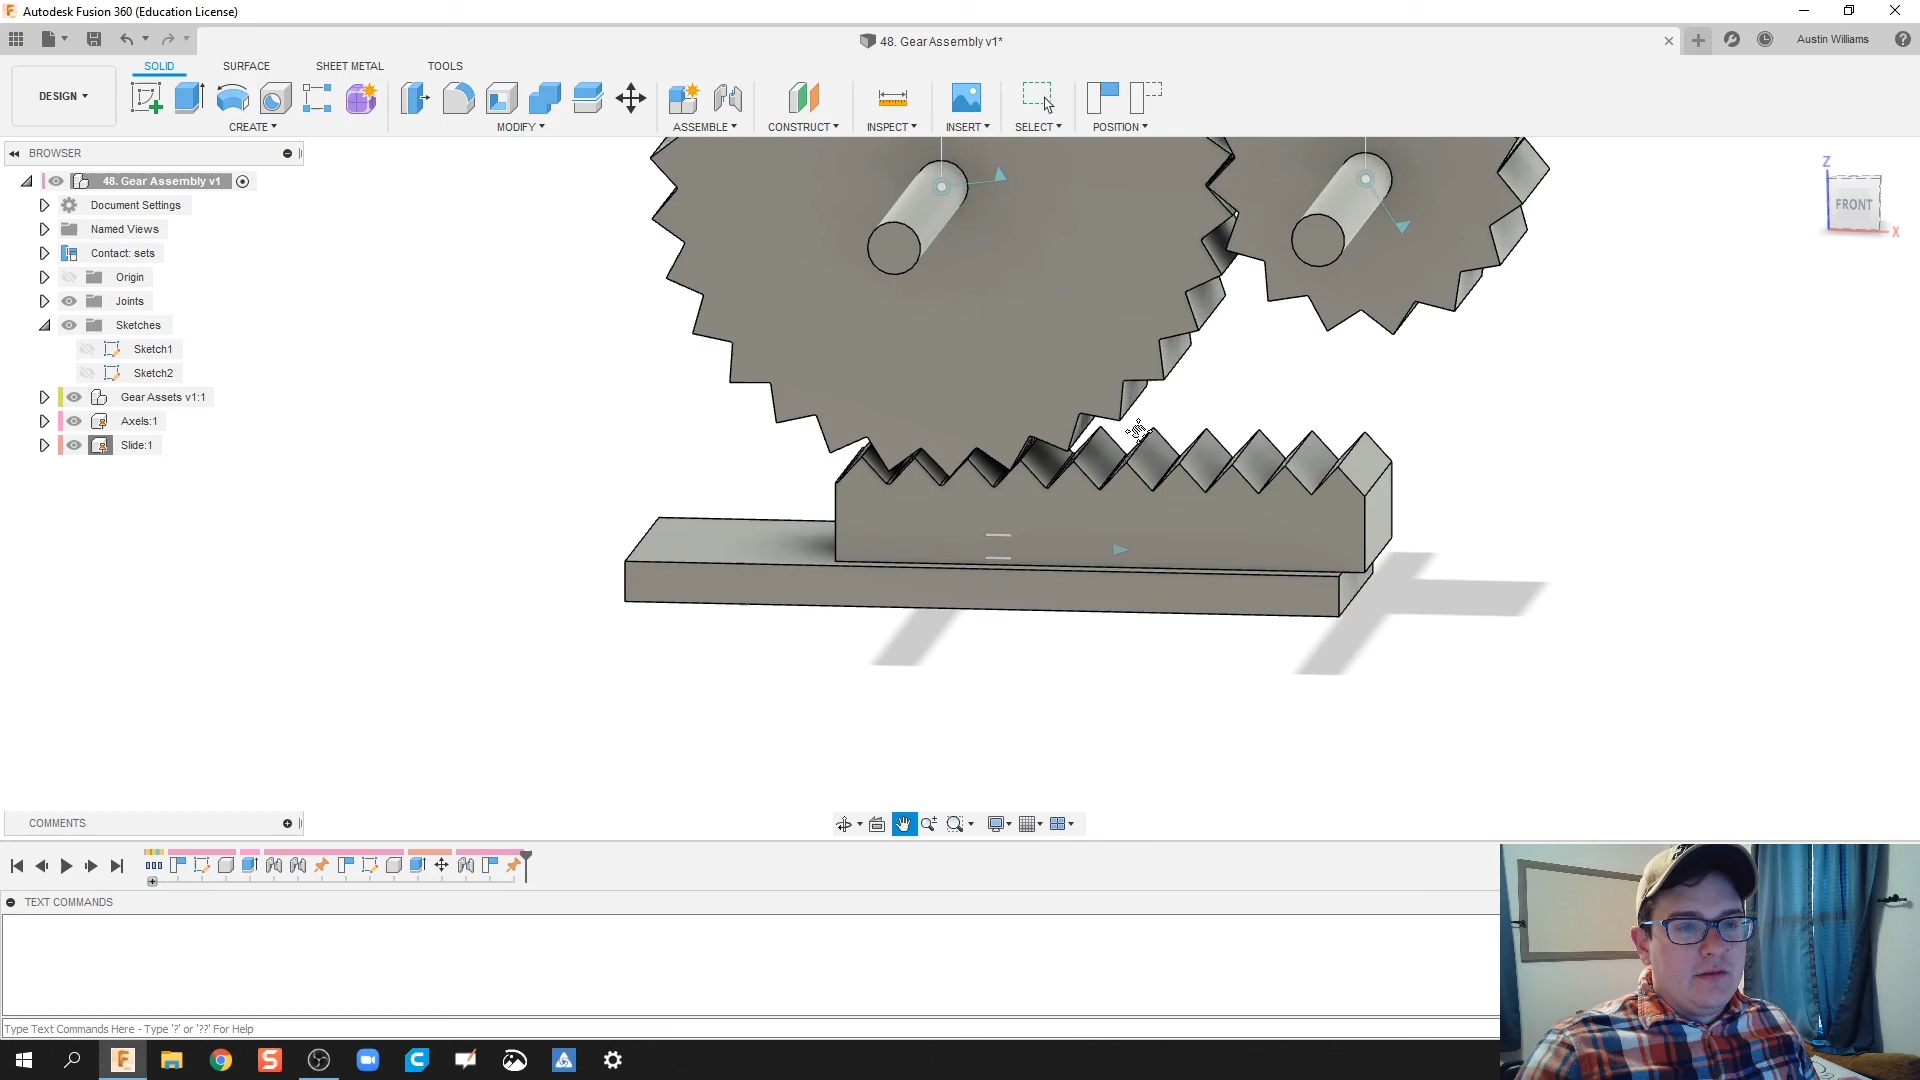 Autodesk Fusion 360 (Education License)
48. Gear Assembly v1*
Austin Williams
DESIGN
SOLID
SURFACE
SHEET METAL
TOOLS
CREATE
MODIFY
ASSEMBLE
CONSTRUCT
INSPECT
INSERT
SELECT
POSITION
BROWSER
48. Gear Assembly v1
Document Settings
Named Views
Contact: sets
Origin
Joints
Sketches
Sketch1
Sketch2
Gear Assets v1:1
Axels:1
Slide:1
Z
FRONT
X
COMMENTS
TEXT COMMANDS
Type Text Commands Here - Type '?' or '??' For Help